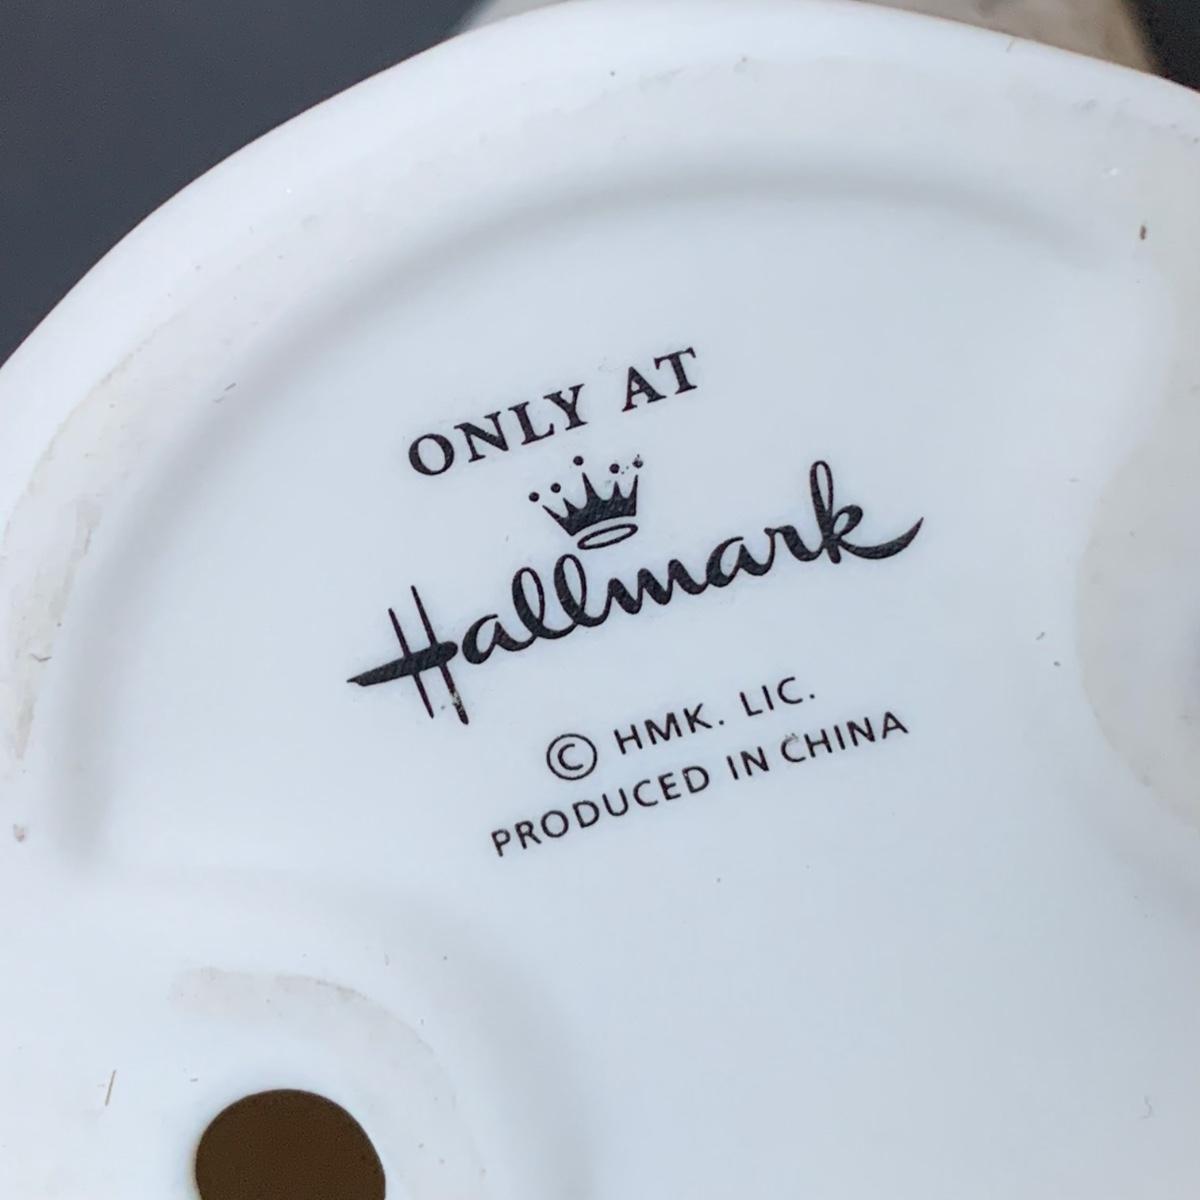 ONLY AT
Hallmark
© HMK. LIC.
PRODUCED IN CHINA